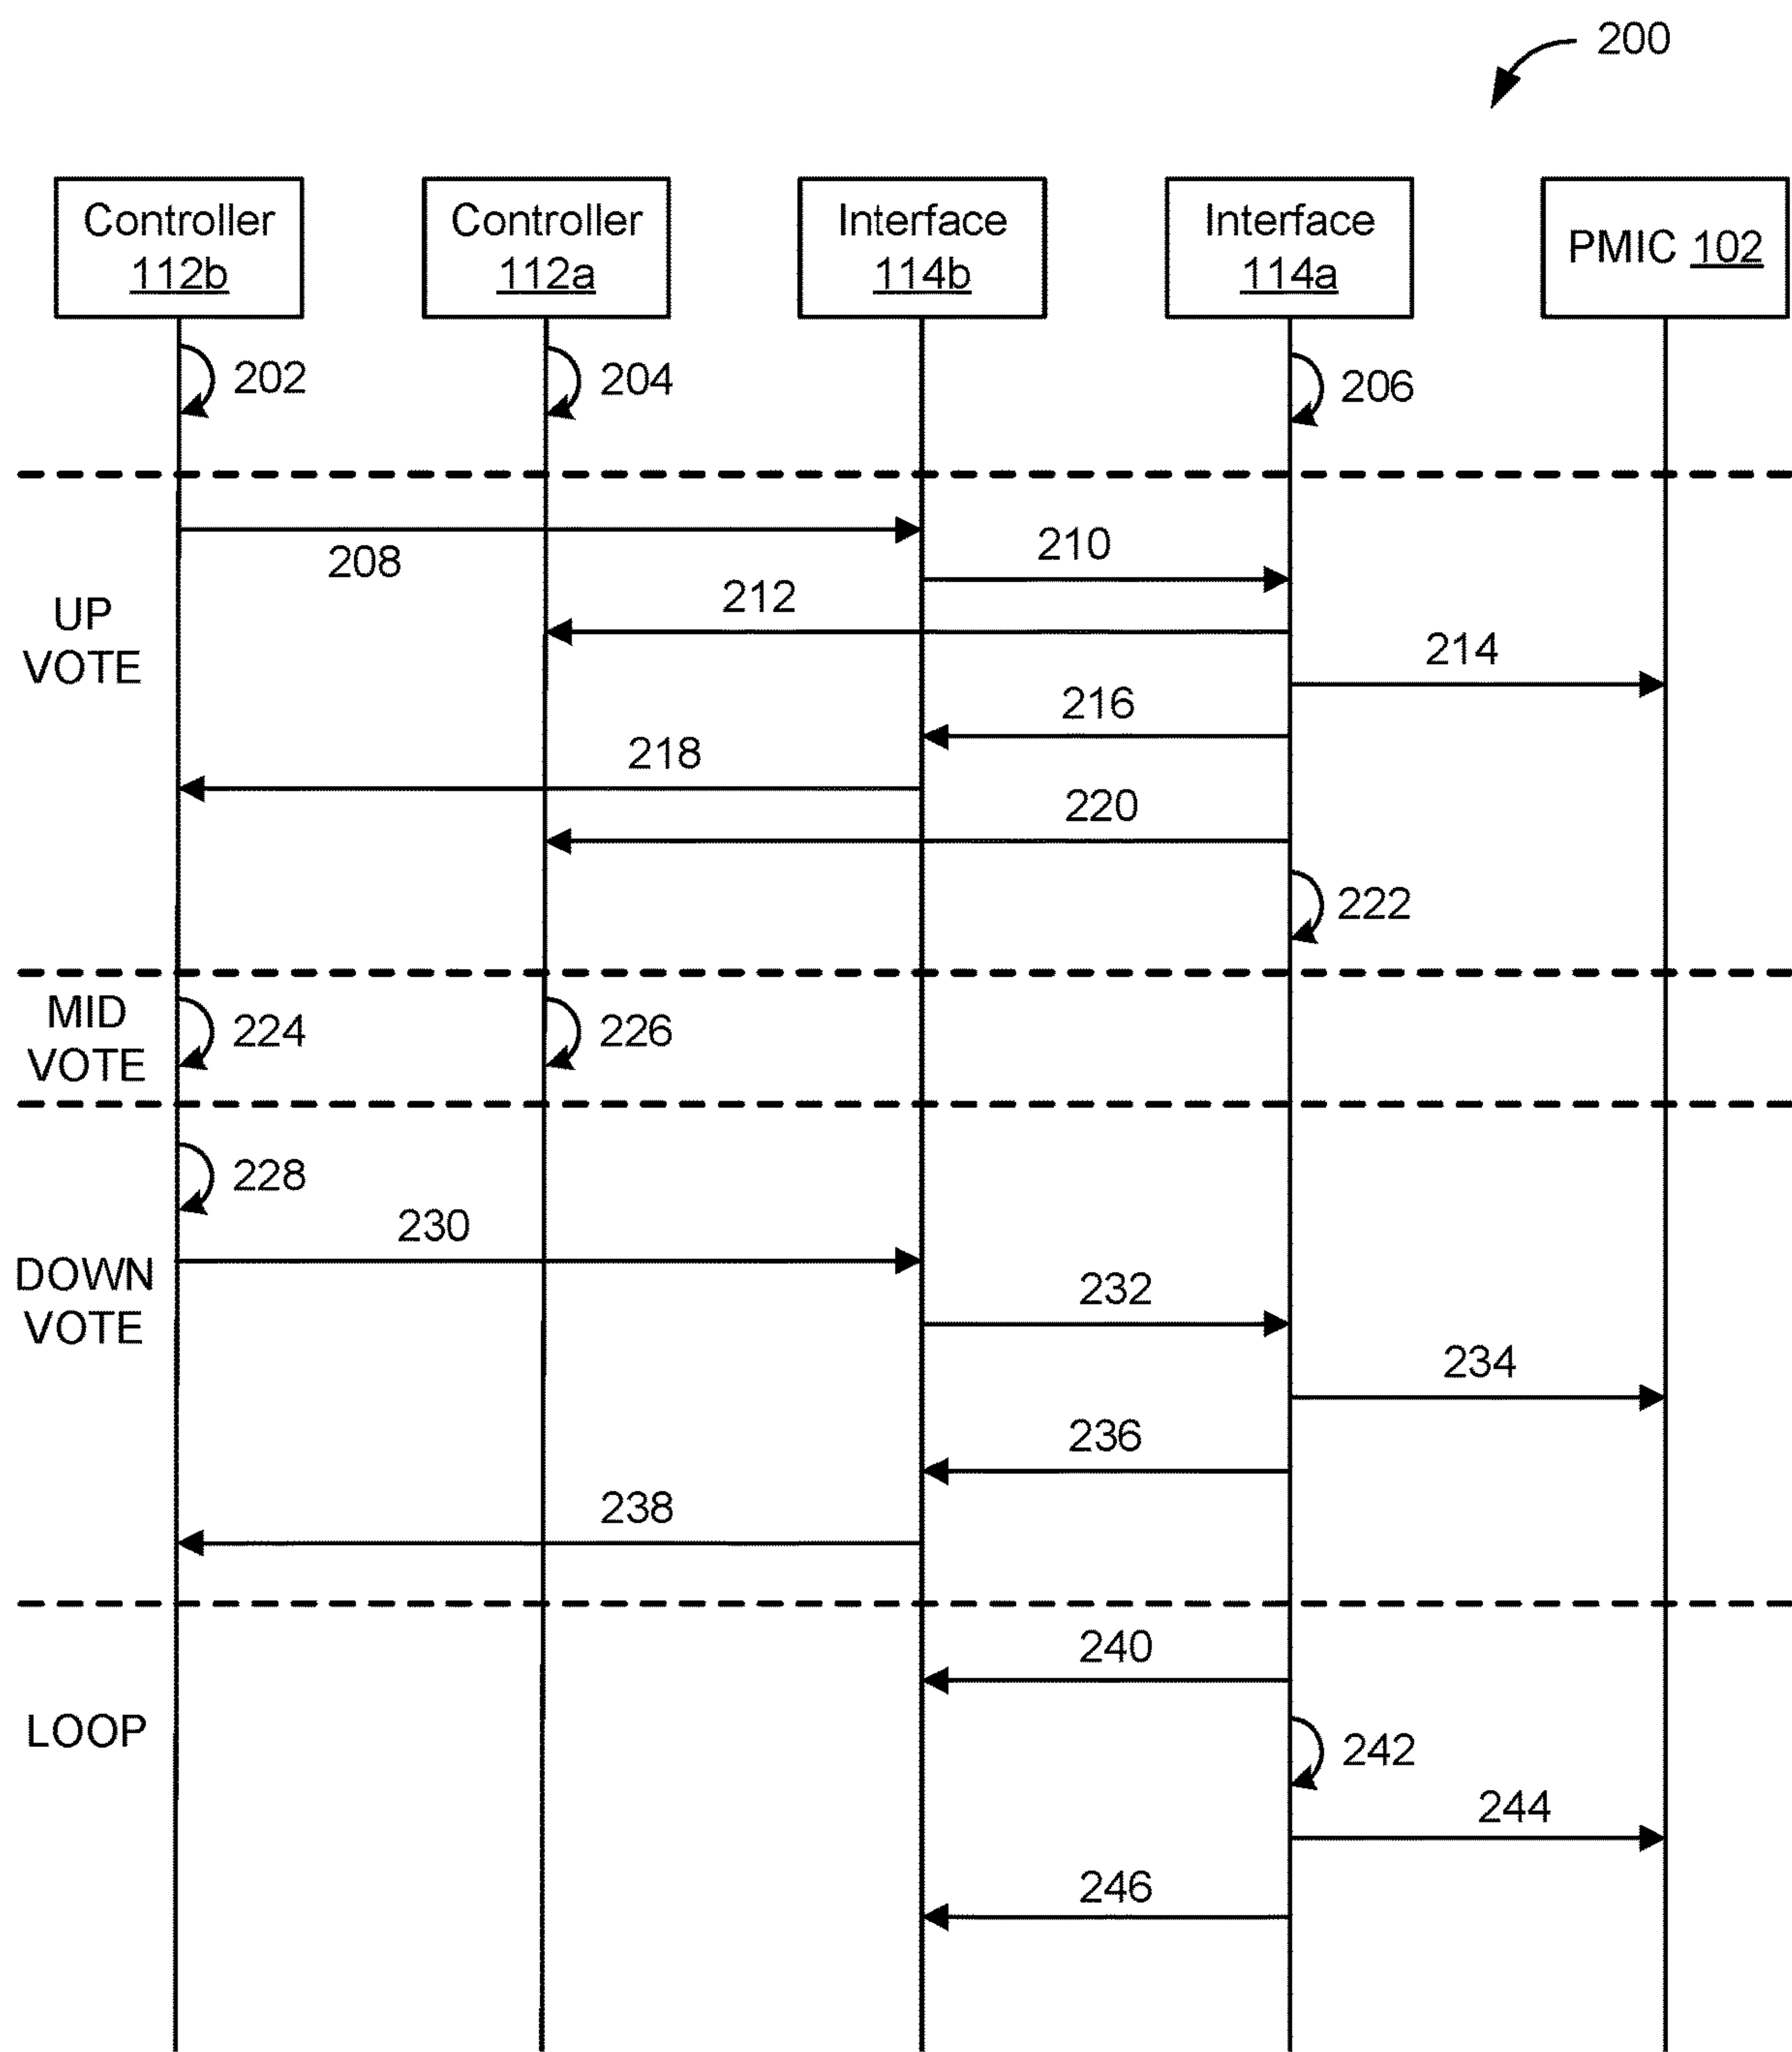 200
Controller
112b
Controller
112a
Interface
114b
Interface
114a
PMIC 102
202
204
206
208
210
UP
VOTE
212
214
216
218
220
222
MID
VOTE
224
226
228
230
DOWN
VOTE
232
234
236
238
240
LOOP
242
244
246